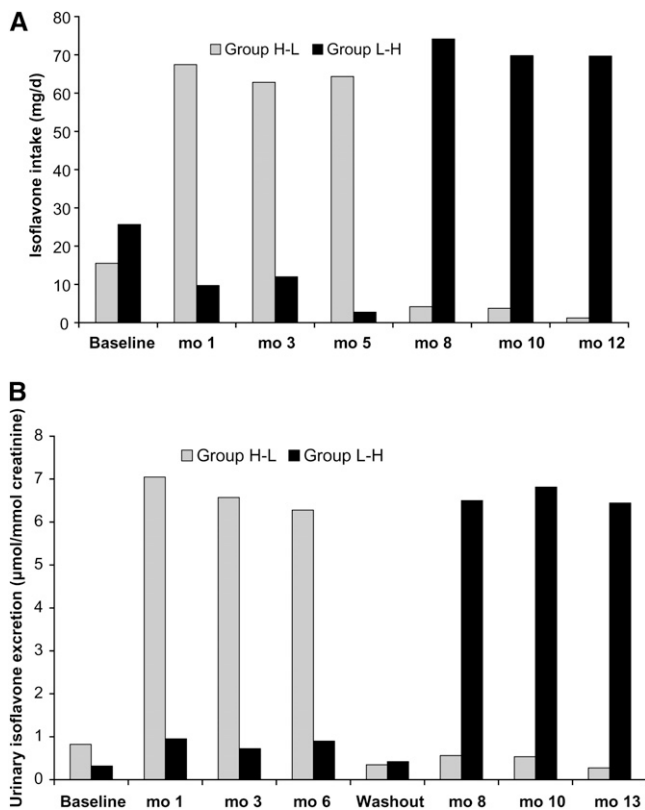 A
Isoflavone intake (mg/d)
80
70
60
50
40
30
20
10
0
Group H-L Group L-H
Baseline mo 1 mo 3 mo 5 mo 8 mo 10 mo 12
B
Urinary isoflavone excretion (µmol/mmol creatinine)
8
7
6
5
4
3
2
1
0
Group H-L Group L-H
Baseline mo 1 mo 3 mo 6 Washout mo 8 mo 10 mo 13